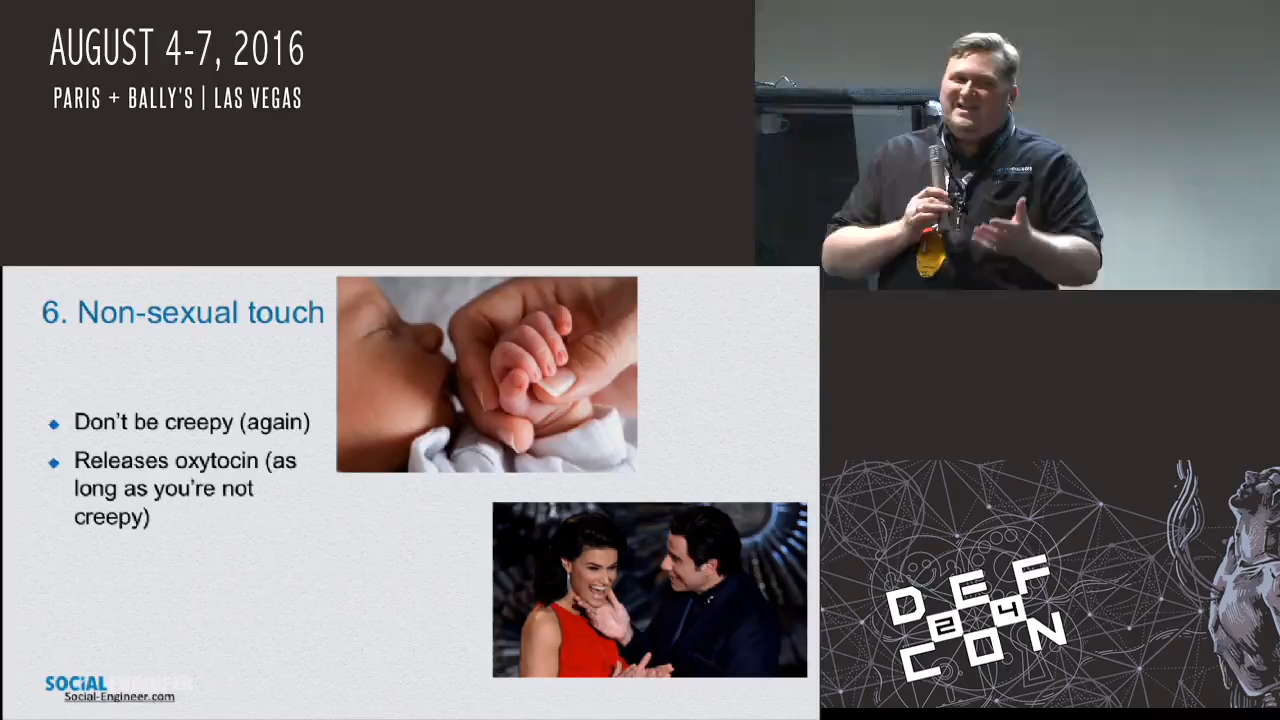 AUGUST 4-7, 2016
PARIS + BALLY'S | LAS VEGAS
6. Non-sexual touch
Don't be creepy (again)
Releases oxytocin (as
long as you're not
creepy)
SOCIAL ENGINEER
Social-Engineer.com
DEF
24
CON